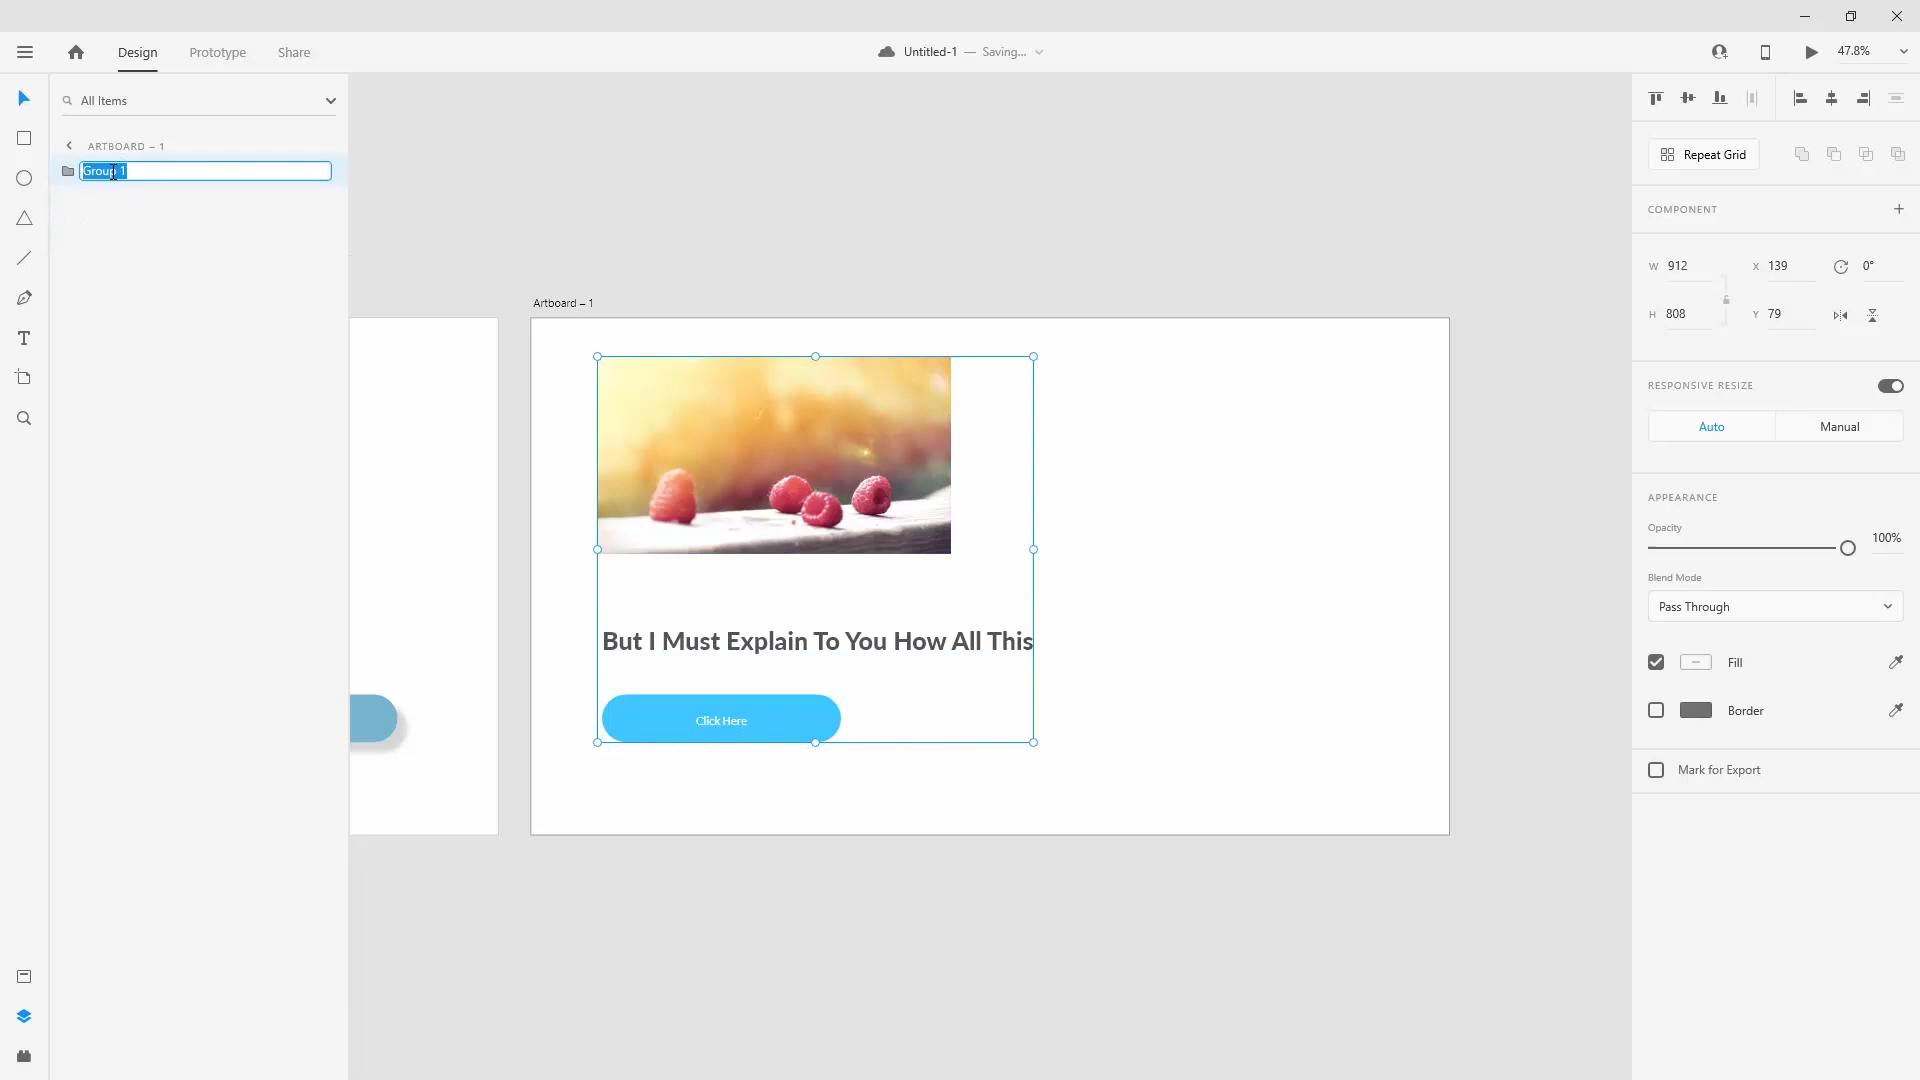 Design
Prototype
Share
Untitled-1 — Saving...
47.8%
All Items
ARTBOARD – 1
Group 1
Artboard – 1
But I Must Explain To You How All This
Click Here
Repeat Grid
COMPONENT
W 912
X 139
0°
H 808
Y 79
RESPONSIVE RESIZE
Auto
Manual
APPEARANCE
Opacity
100%
Blend Mode
Pass Through
Fill
Border
Mark for Export